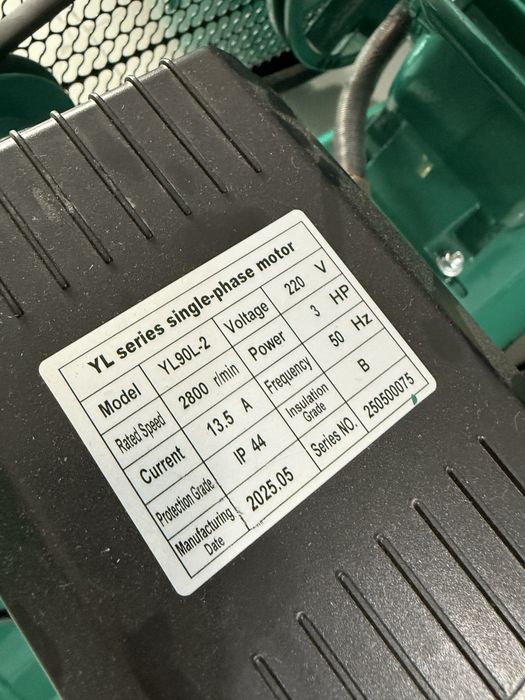 YL series single-phase motor
Model YL90L-2 Voltage 220 V
Rated Speed 2800 r/min Power 3 HP
Current 13.5 A Frequency 50 Hz
Protection Grade IP 44 Insulation Grade B
Manufacturing Date 2025.05 Series NO. 250500075